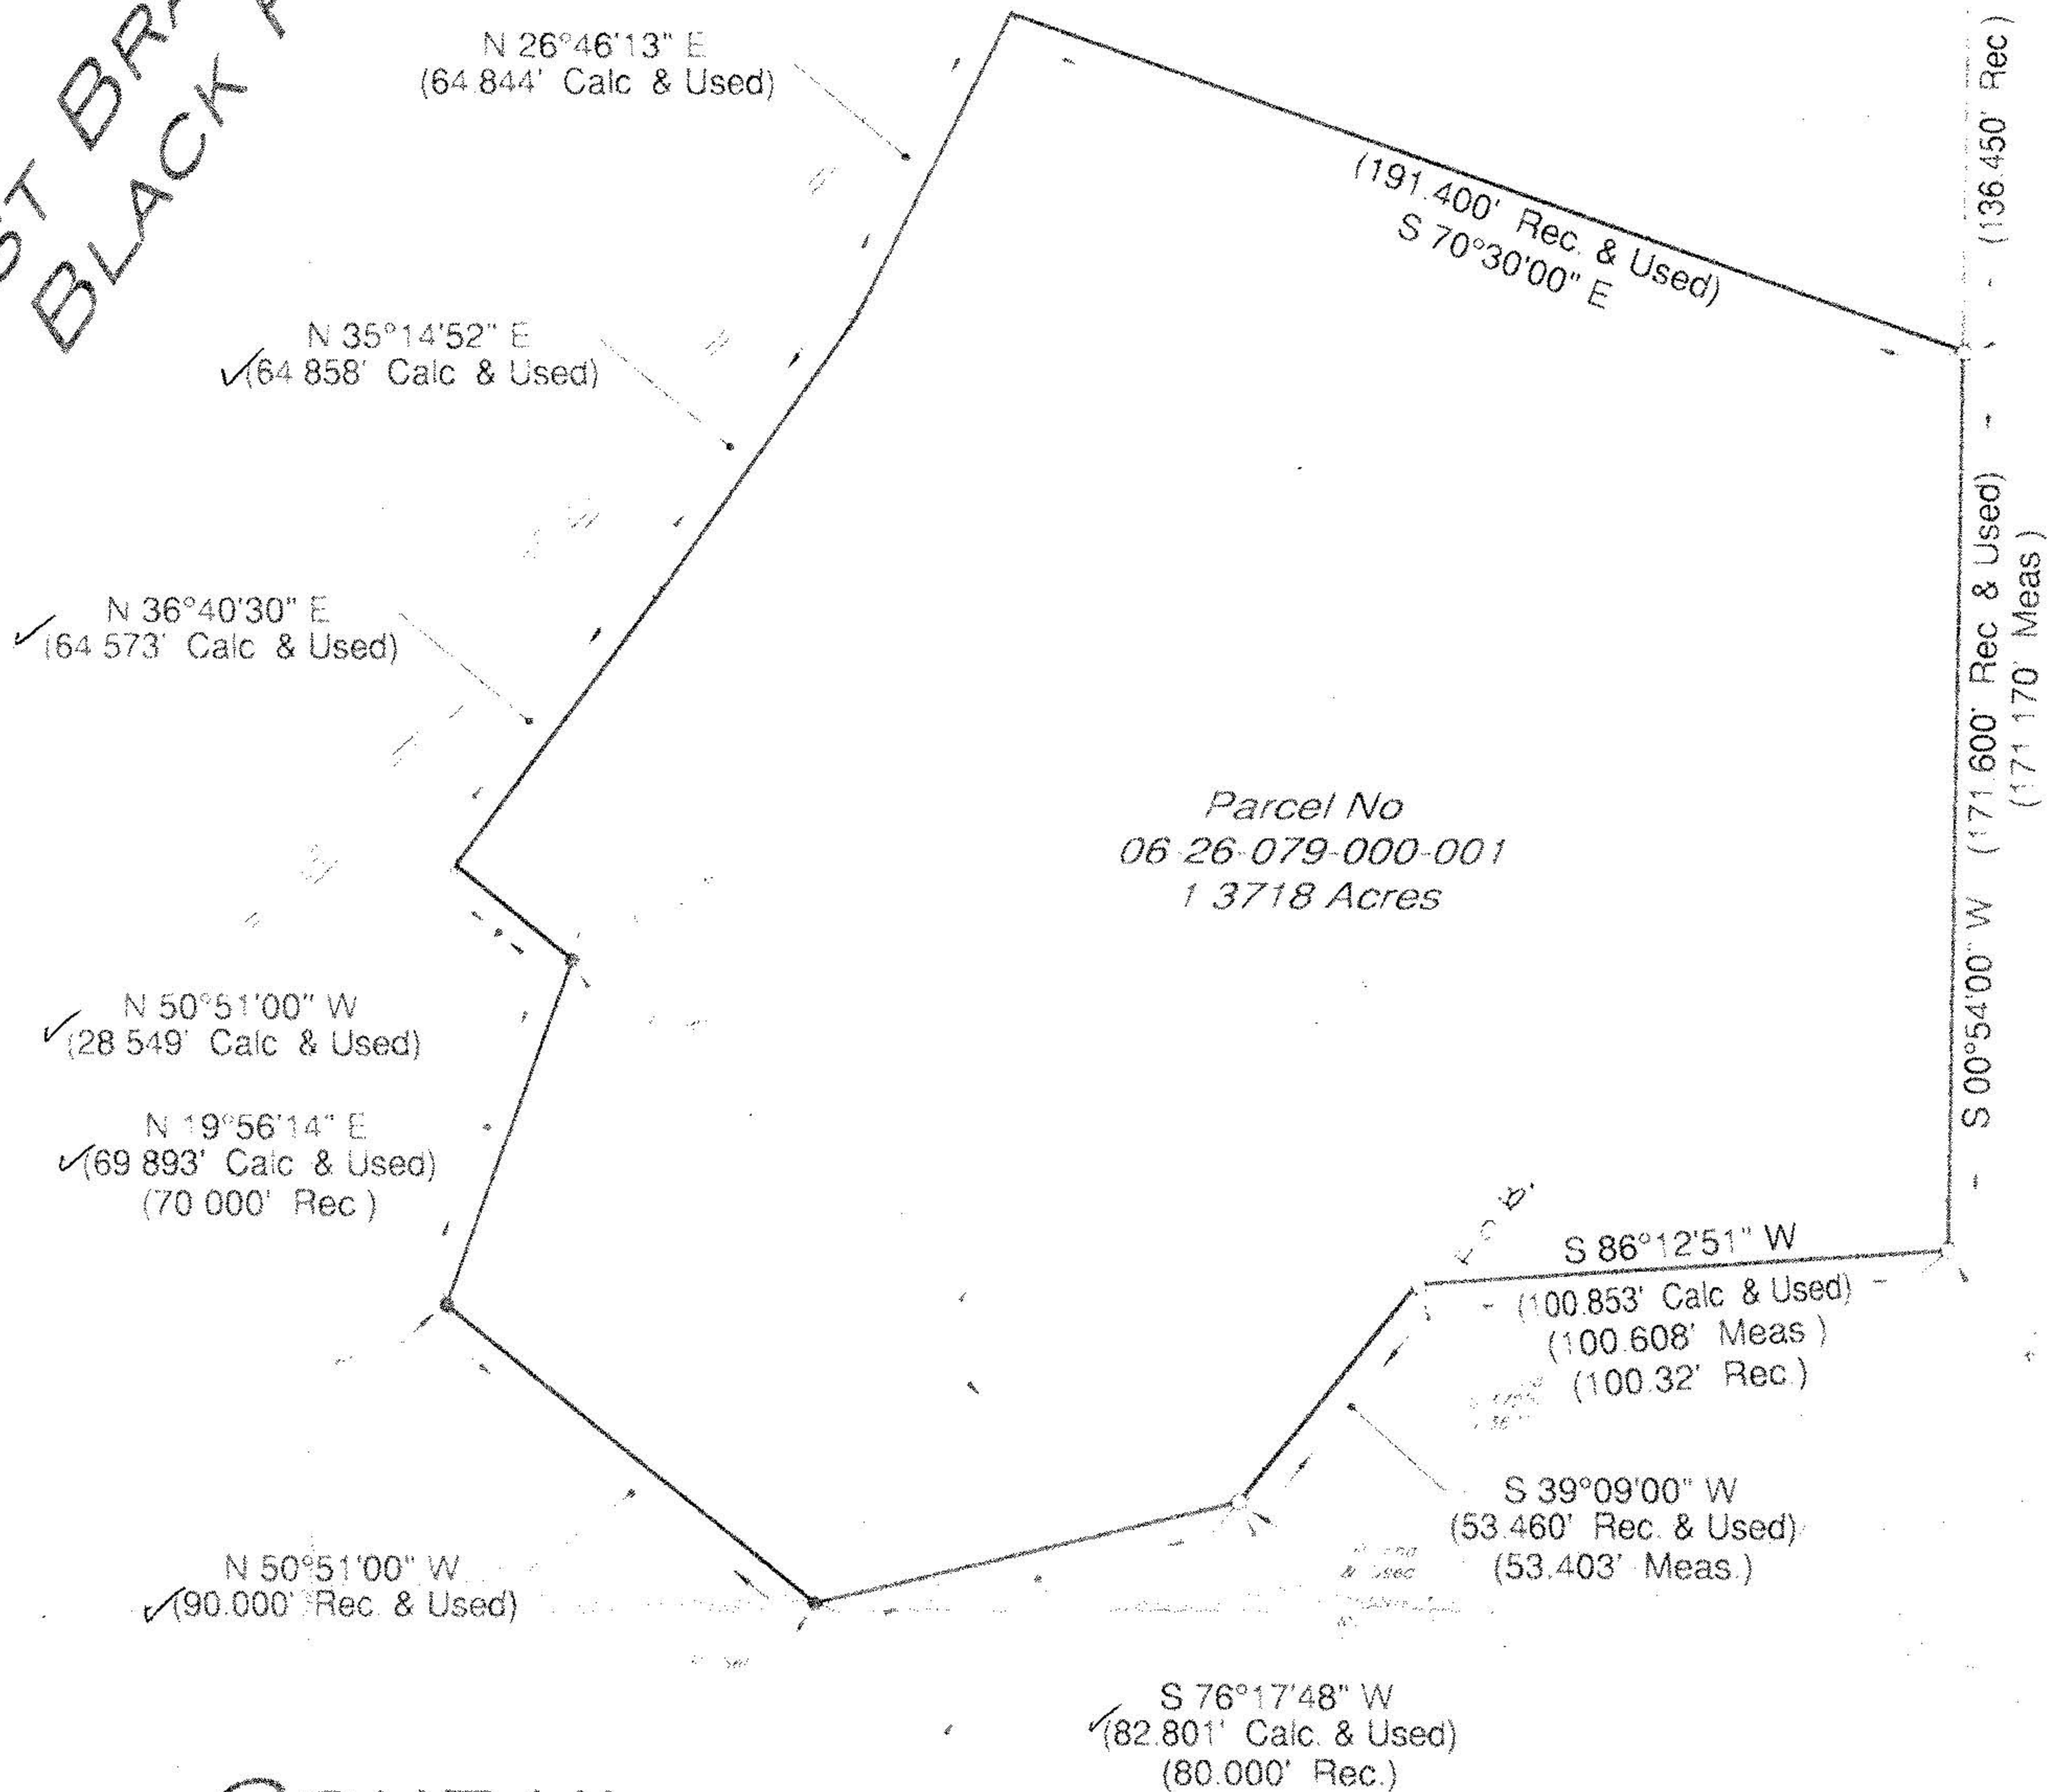 BLACK
N 26°46'13" E
(64.844' Calc & Used)
(136.450' Rec )
(191.400' Rec. & Used)
S 70°30'00" E
N 35°14'52" E
(64 858' Calc & Used)
N 36°40'30" E
(64 573' Calc & Used)
S 00°54'00" W (171.600' Rec & Used)
(171 170' Meas )
Parcel No
06-26-079-000-001
1 3718 Acres
N 50°51'00" W
(28 549' Calc & Used)
N 19°56'14" E
(69 893' Calc & Used)
(70 000' Rec )
S 86°12'51" W
(100.853' Calc & Used)
(100.608' Meas )
(100.32' Rec.)
S 39°09'00" W
(53.460' Rec. & Used)
(53.403' Meas.)
N 50°51'00" W
(90.000' Rec. & Used)
S 76°17'48" W
(82.801' Calc. & Used)
(80.000' Rec.)